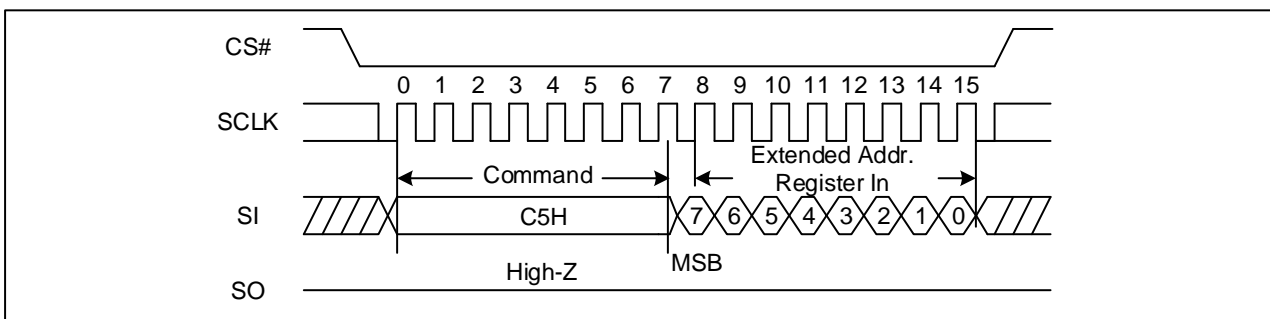 CS#
0 1 2 3 4 5 6 7 8 9 10 11 12 13 14 15
SCLK
Command
Extended Addr.
Register In
SI
C5H
7 6 5 4 3 2 1 0
High-Z
MSB
SO